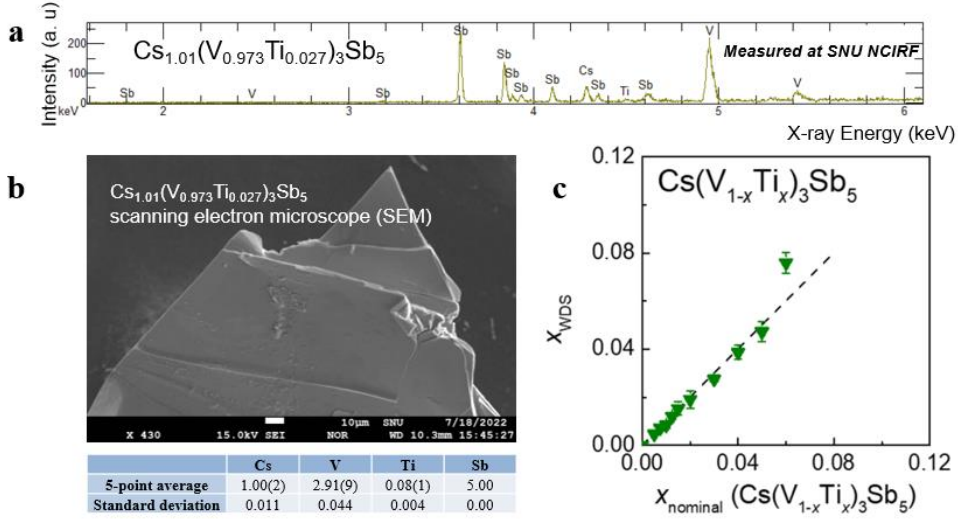 a
Intensity (a. u)
200
100
0
Cs1.01(V0.973Ti0.027)3Sb5
Measured at SNU NCIRF
Sb
V
Sb
Sb
Sb
Sb
Sb
Sb
Cs
Sb
Ti
Sb
V
V
keV
2
3
4
5
6
X-ray Energy (keV)
b
Cs1.01(V0.973Ti0.027)3Sb5
scanning electron microscope (SEM)
10μm SNU 7/18/2022
X 430 15.0kV SEI NOR WD 10.3mm 15:45:27
Cs V Ti Sb
5-point average 1.00(2) 2.91(9) 0.08(1) 5.00
Standard deviation 0.011 0.044 0.004 0.00
c
Cs(V1-xTix)3Sb5
0.12
0.08
0.04
0.00
xWDS
0.00 0.04 0.08 0.12
xnominal (Cs(V1-xTix)3Sb5)